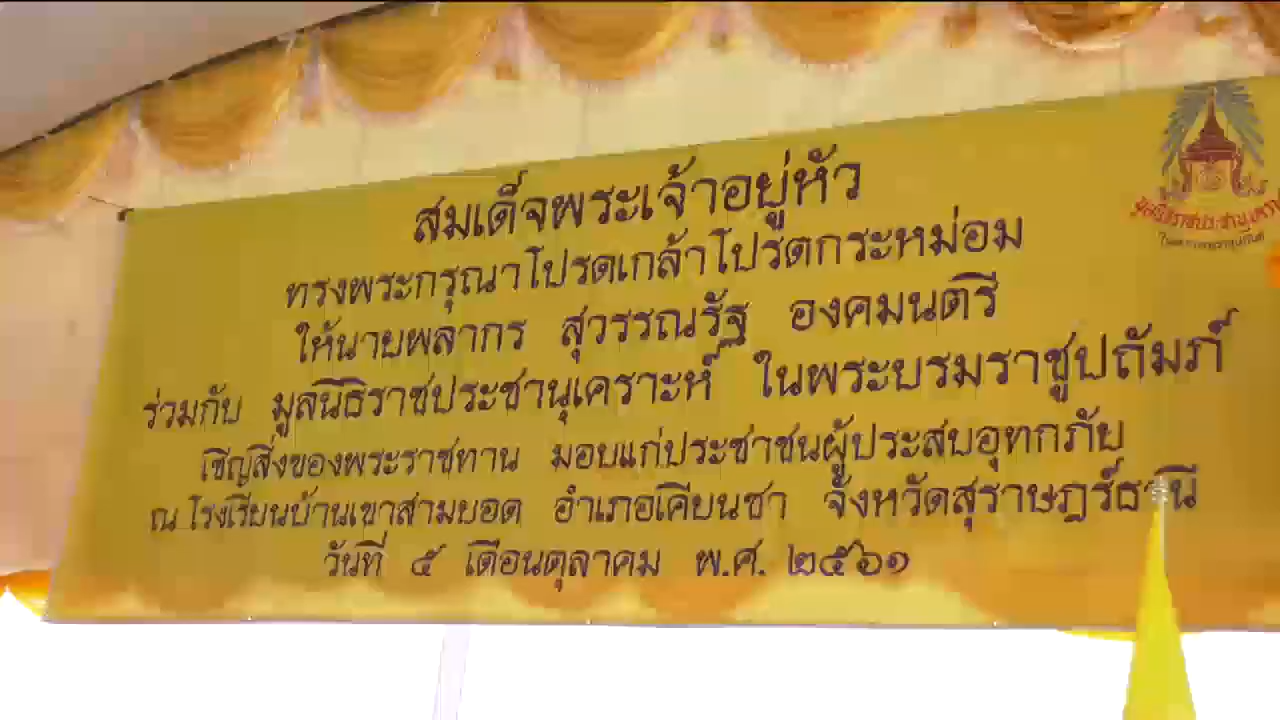 สมเด็จพระเจ้าอยู่หัว
ทรงพระกรุณาโปรดเกล้าโปรดกระหม่อม
ให้นายพลากร สุวรรณรัฐ องคมนตรี
ร่วมกับ มูลนิธิราชประชานุเคราะห์ ในพระบรมราชูปถัมภ์
เชิญสิ่งของพระราชทาน มอบแก่ประชาชนผู้ประสบอุทกภัย
ณ โรงเรียนบ้านเขาสามยอด อำเภอเคียนซา จังหวัดสุราษฎร์ธานี
วันที่ ๕ เดือนตุลาคม พ.ศ. ๒๕๖๑